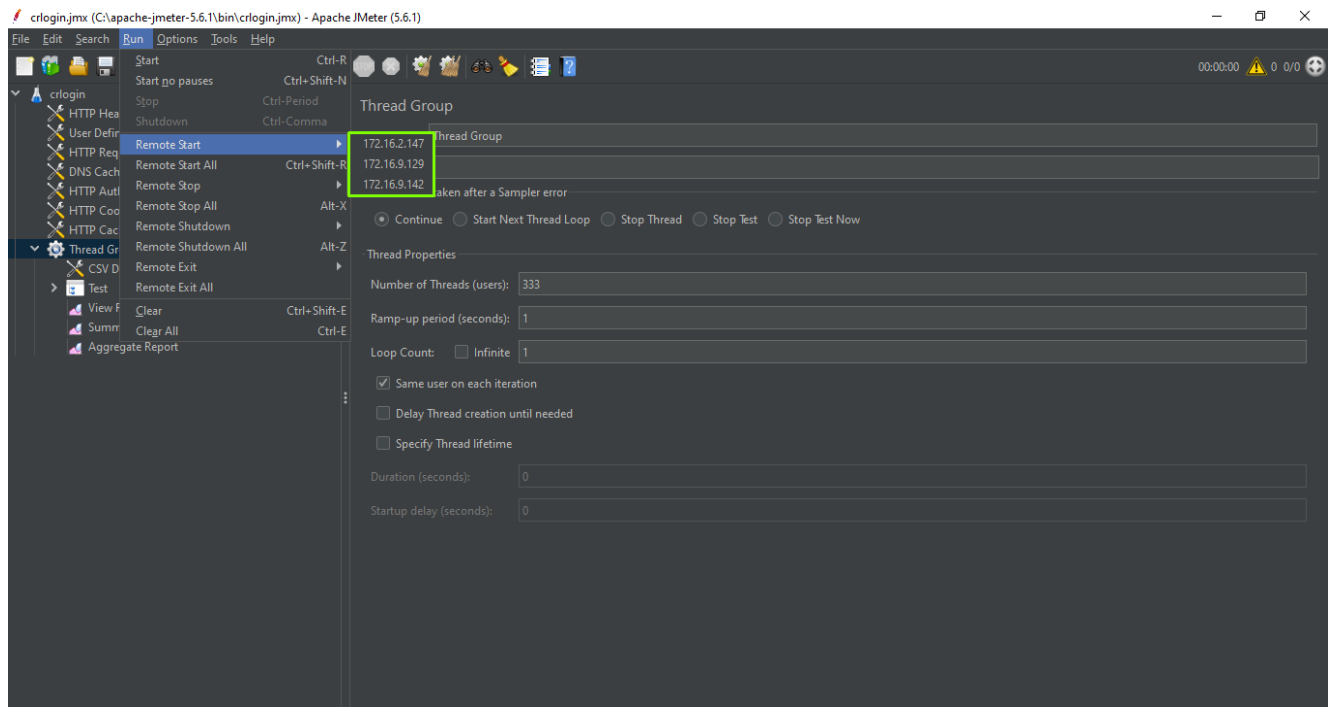 crlogin.jmx (C:\apache-jmeter-5.6.1\bin\crlogin.jmx) - Apache JMeter (5.6.1)
File Edit Search Run Options Tools Help
00:00:00 0 0/0
crlogin
HTTP Hea
User Defin
HTTP Req
DNS Cach
HTTP Aut
HTTP Coo
HTTP Cac
Thread Gr
CSV D
Test
View R
Summ
Aggregate Report
Start Ctrl-R
Start no pauses Ctrl+Shift-N
Stop Ctrl-Period
Shutdown Ctrl-Comma
Remote Start
Remote Start All Ctrl+Shift-R
Remote Stop
Remote Stop All Alt-X
Remote Shutdown
Remote Shutdown All Alt-Z
Remote Exit
Remote Exit All
Clear Ctrl+Shift-E
Clear All Ctrl-E
172.16.2.147
172.16.9.129
172.16.9.142
Thread Group
Thread Group
taken after a Sampler error
Continue Start Next Thread Loop Stop Thread Stop Test Stop Test Now
Thread Properties
Number of Threads (users): 333
Ramp-up period (seconds): 1
Loop Count: Infinite 1
Same user on each iteration
Delay Thread creation until needed
Specify Thread lifetime
Duration (seconds): 0
Startup delay (seconds): 0